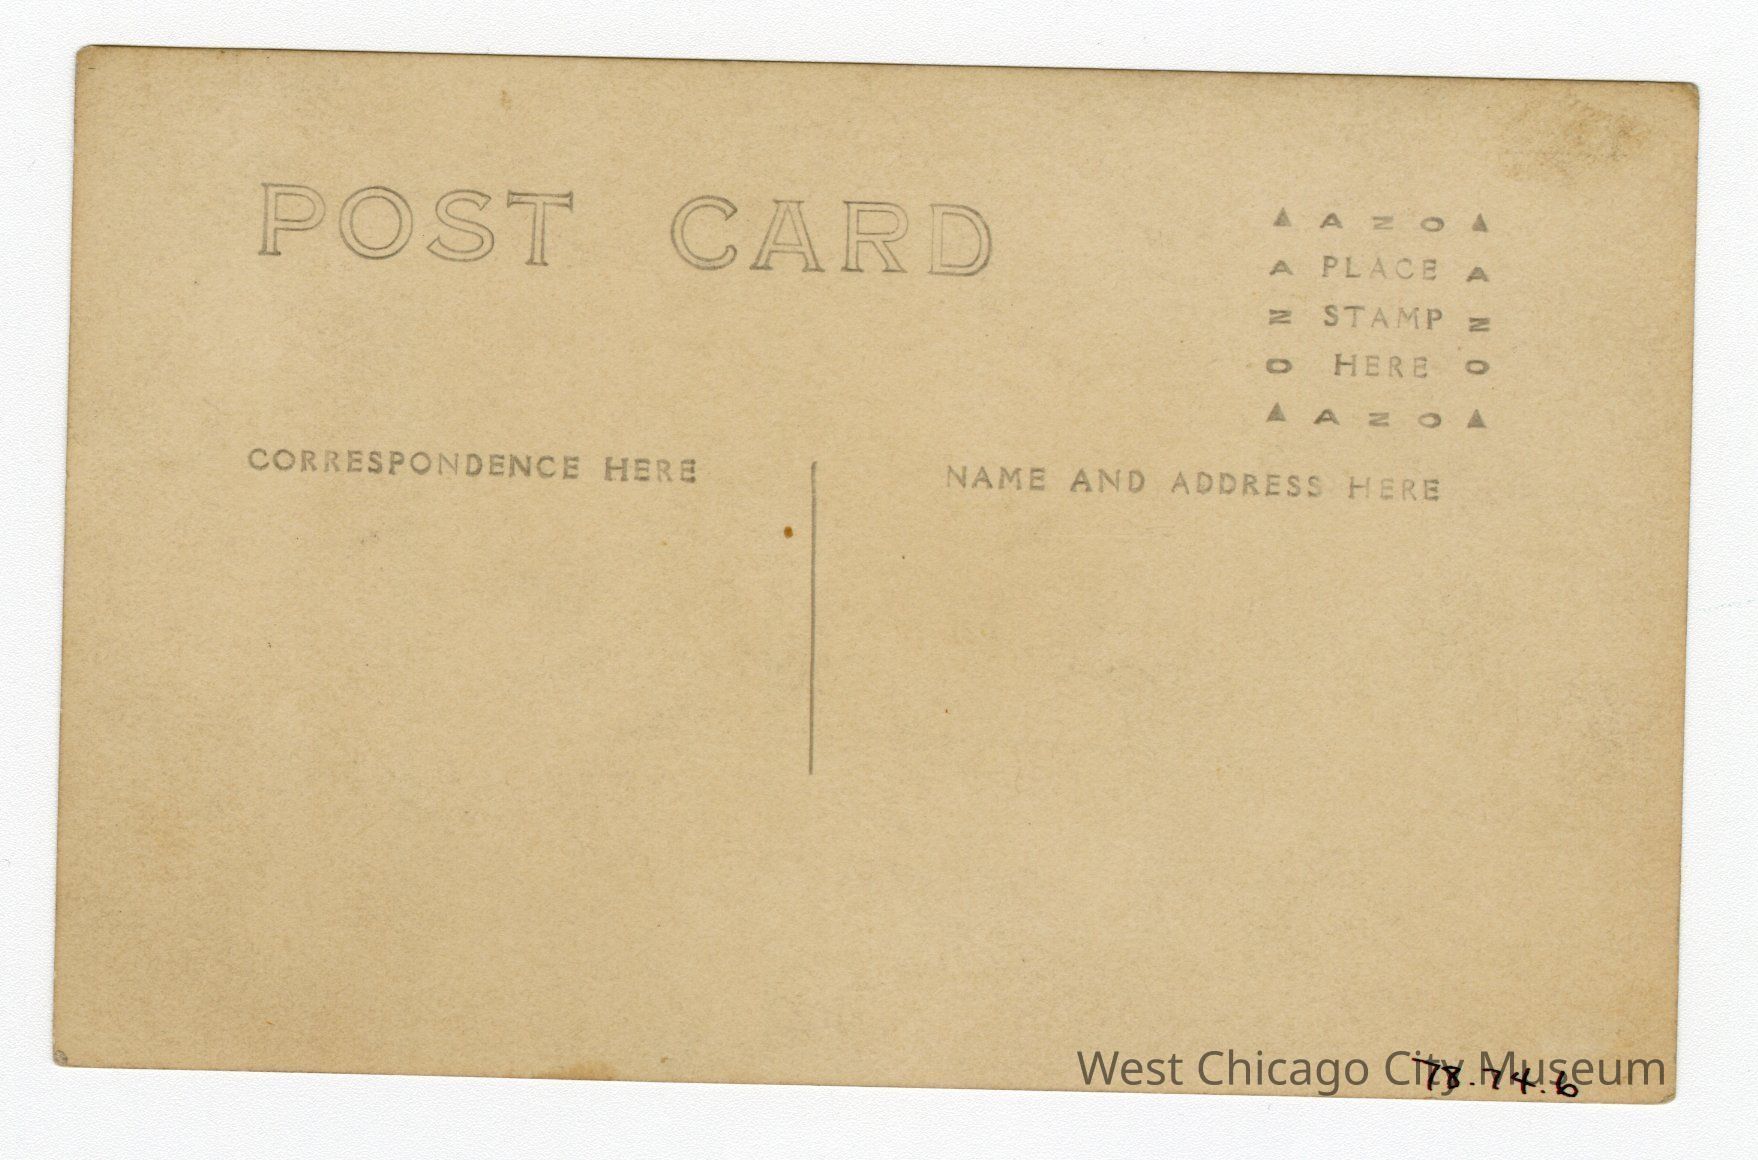 POST CARD
▲ A Z O ▲
A PLACE A
Z STAMP Z
O HERE O
▲ A Z O ▲
CORRESPONDENCE HERE
NAME AND ADDRESS HERE
West Chicago City Museum
78.74.6